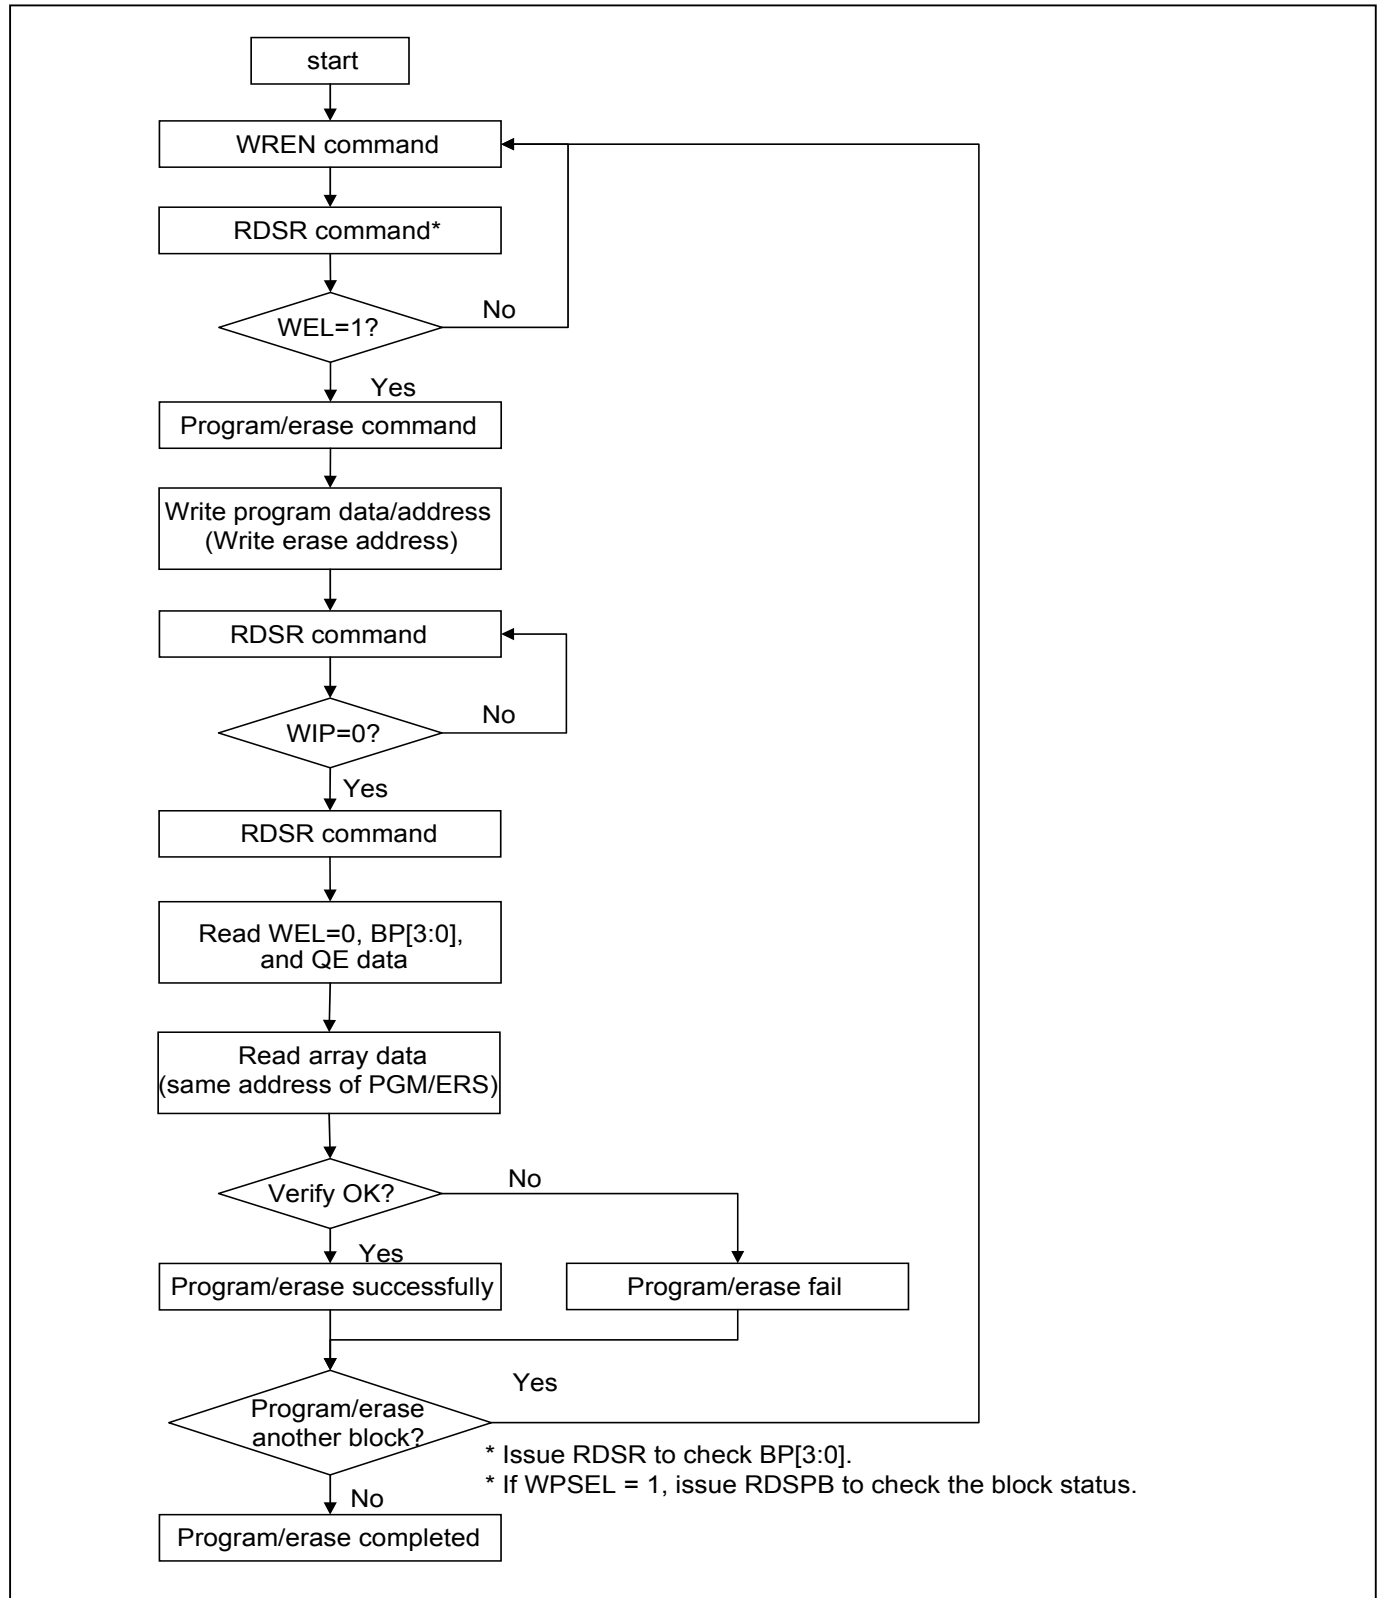 start
WREN command
RDSR command*
WEL=1?
No
Yes
Program/erase command
Write program data/address
(Write erase address)
RDSR command
WIP=0?
No
Yes
RDSR command
Read WEL=0, BP[3:0],
and QE data
Read array data
(same address of PGM/ERS)
Verify OK?
No
Yes
Program/erase successfully
Program/erase fail
Yes
Program/erase
another block?
* Issue RDSR to check BP[3:0].
* If WPSEL = 1, issue RDSPB to check the block status.
No
Program/erase completed